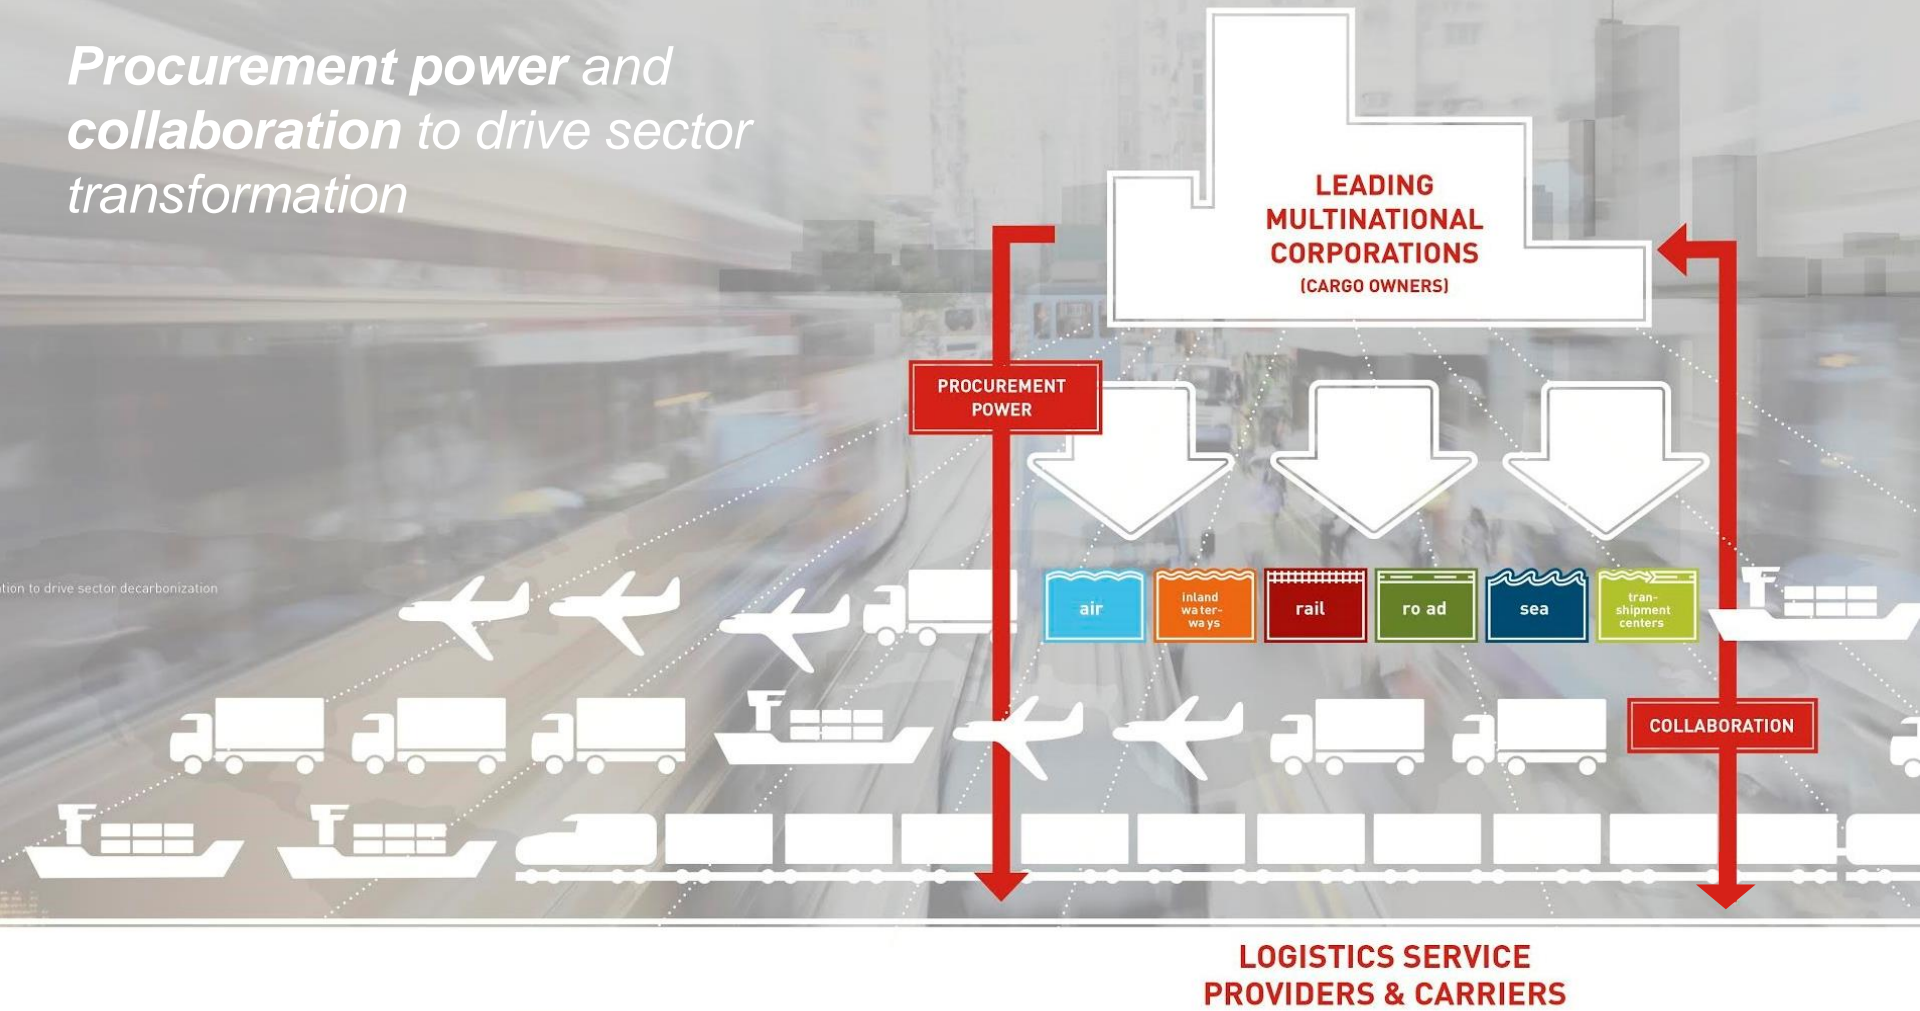 Procurement power and
collaboration to drive sector
transformation
LEADING
MULTINATIONAL
CORPORATIONS
(CARGO OWNERS)
PROCUREMENT
POWER
tion to drive sector decarbonization
air
inland
water-
ways
rail
ro ad
sea
tran-
shipment
centers
COLLABORATION
LOGISTICS SERVICE
PROVIDERS & CARRIERS